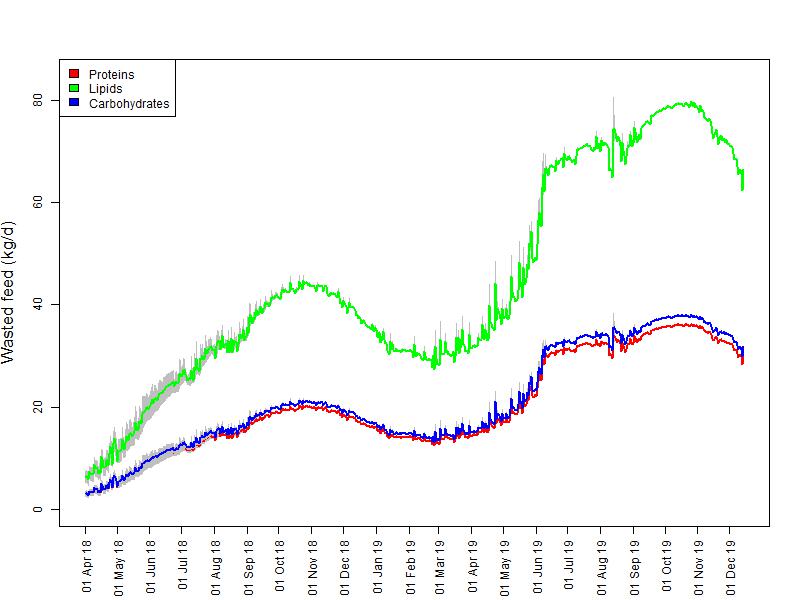 Proteins
Lipids
Carbohydrates
Wasted feed (kg/d)
80
60
40
20
0
01 Apr 18
01 May 18
01 Jun 18
01 Jul 18
01 Aug 18
01 Sep 18
01 Oct 18
01 Nov 18
01 Dec 18
01 Jan 19
01 Feb 19
01 Mar 19
01 Apr 19
01 May 19
01 Jun 19
01 Jul 19
01 Aug 19
01 Sep 19
01 Oct 19
01 Nov 19
01 Dec 19